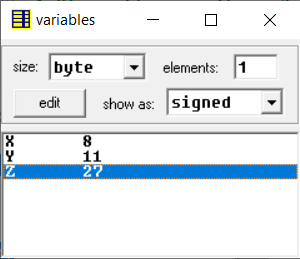 variables
size: byte elements: 1
edit show as: signed
X 8
Y 11
Z 27